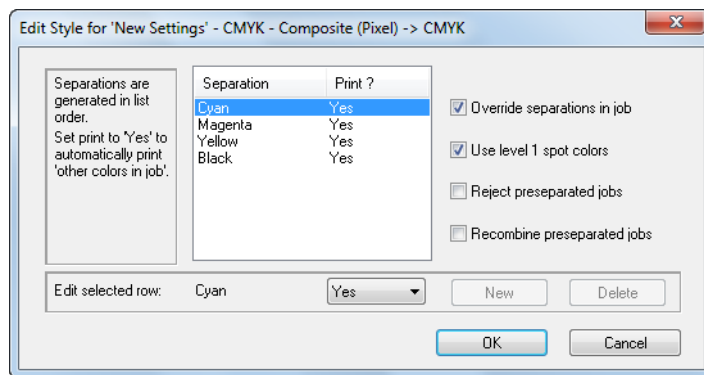 Edit Style for 'New Settings' - CMYK - Composite (Pixel) -> CMYK
Separations are
generated in list
order.
Set print to 'Yes' to
automatically print
'other colors in job'.
Separation Print ?
Cyan Yes
Magenta Yes
Yellow Yes
Black Yes
Override separations in job
Use level 1 spot colors
Reject preseparated jobs
Recombine preseparated jobs
Edit selected row: Cyan Yes New Delete
OK Cancel